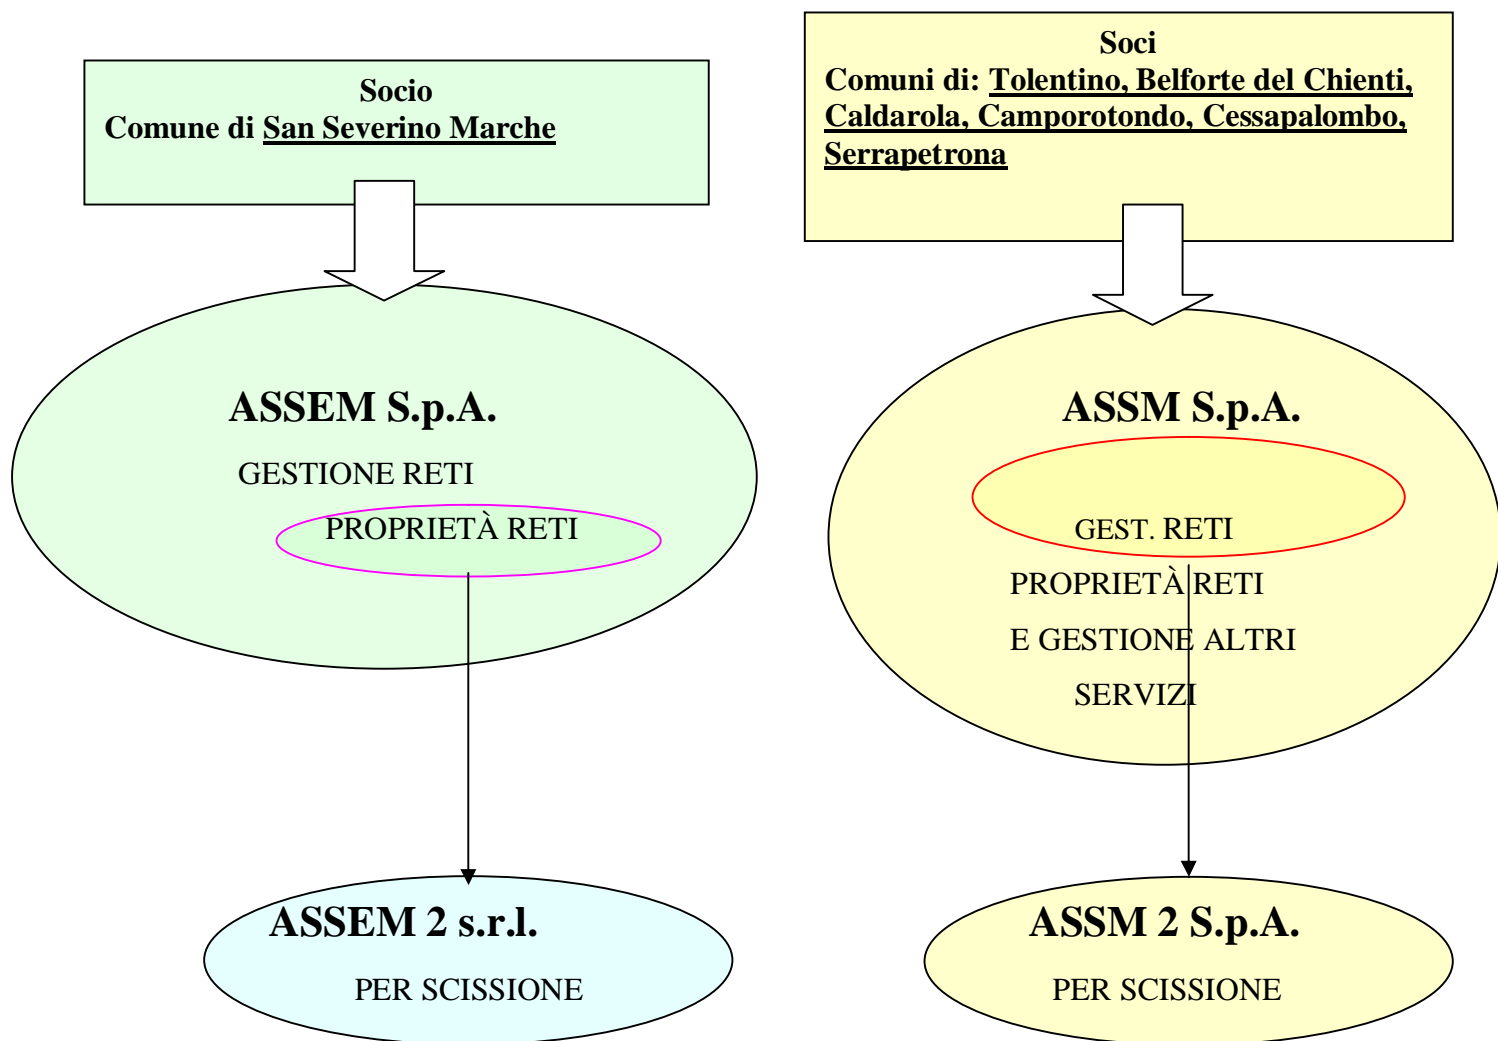 Socio
Comune di San Severino Marche
Soci
Comuni di: Tolentino, Belforte del Chienti,
Caldarola, Camporotondo, Cessapalombo,
Serrapetrona
ASSEM S.p.A.
GESTIONE RETI
PROPRIETÀ RETI
ASSM S.p.A.
GEST. RETI
PROPRIETÀ RETI
E GESTIONE ALTRI
SERVIZI
ASSEM 2 s.r.l.
PER SCISSIONE
ASSM 2 S.p.A.
PER SCISSIONE